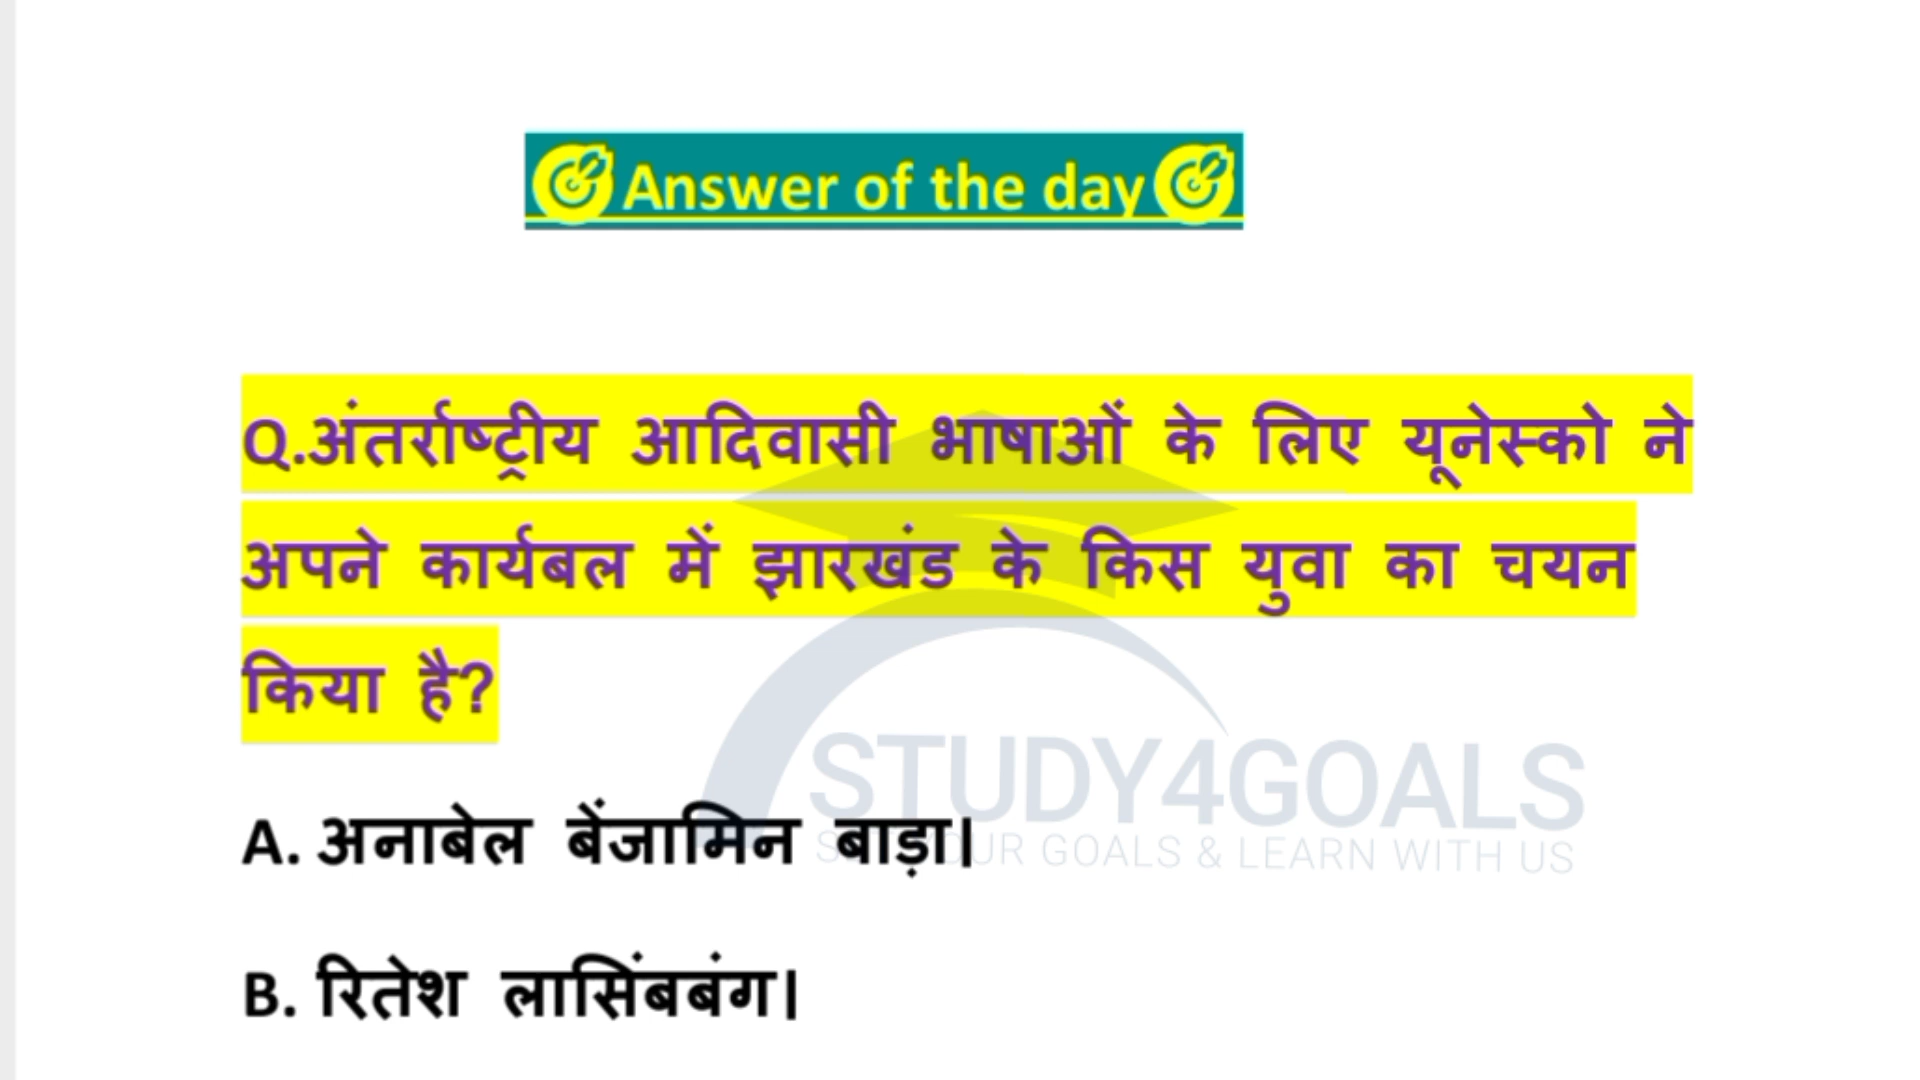 Answer of the day
Q.अंतर्राष्ट्रीय आदिवासी भाषाओं के लिए यूनेस्को ने
अपने कार्यबल में झारखंड के किस युवा का चयन
किया है?
STUDY4GOALS
OUR GOALS & LEARN WITH US
A. अनाबेल बेंजामिन बाड़ा।
B. रितेश लासिंबबंग।